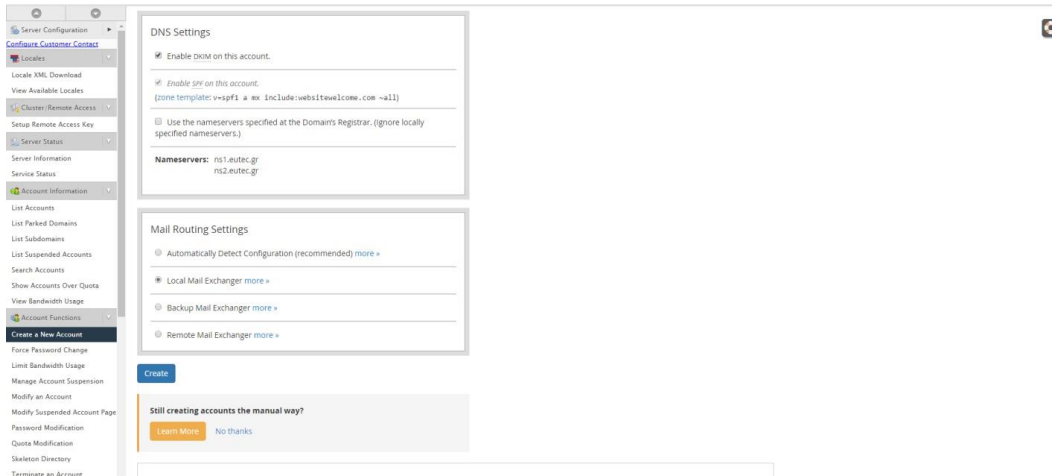 Server Configuration
Configure Customer Contact
Locales
Locale XML Download
View Available Locales
Cluster/Remote Access
Setup Remote Access Key
Server Status
Server Information
Service Status
Account Information
List Accounts
List Parked Domains
List Subdomains
List Suspended Accounts
Search Accounts
Show Accounts Over Quota
View Bandwidth Usage
Account Functions
Create a New Account
Force Password Change
Limit Bandwidth Usage
Manage Account Suspension
Modify an Account
Modify Suspended Account Page
Password Modification
Quota Modification
Skeleton Directory
Terminate an Account
DNS Settings
Enable DKIM on this account.
Enable SPF on this account.
(zone template: v=spf1 a mx include:websitewelcome.com ~all)
Use the nameservers specified at the Domain's Registrar. (Ignore locally
specified nameservers.)
Nameservers: ns1.eutec.gr
ns2.eutec.gr
Mail Routing Settings
Automatically Detect Configuration (recommended) more »
Local Mail Exchanger more »
Backup Mail Exchanger more »
Remote Mail Exchanger more »
Create
Still creating accounts the manual way?
Learn More No thanks